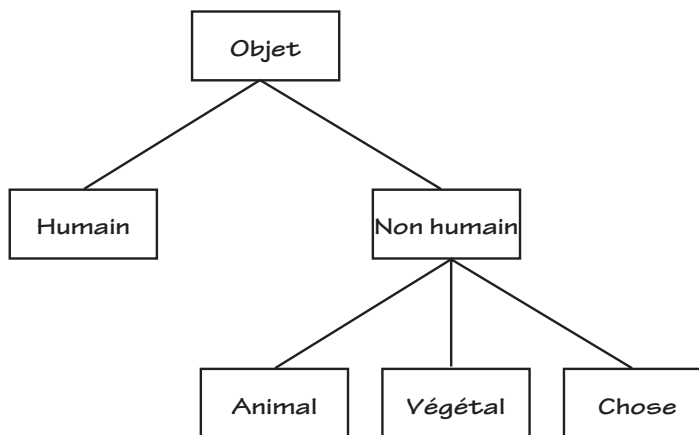 Objet
Humain
Non humain
Animal
Végétal
Chose